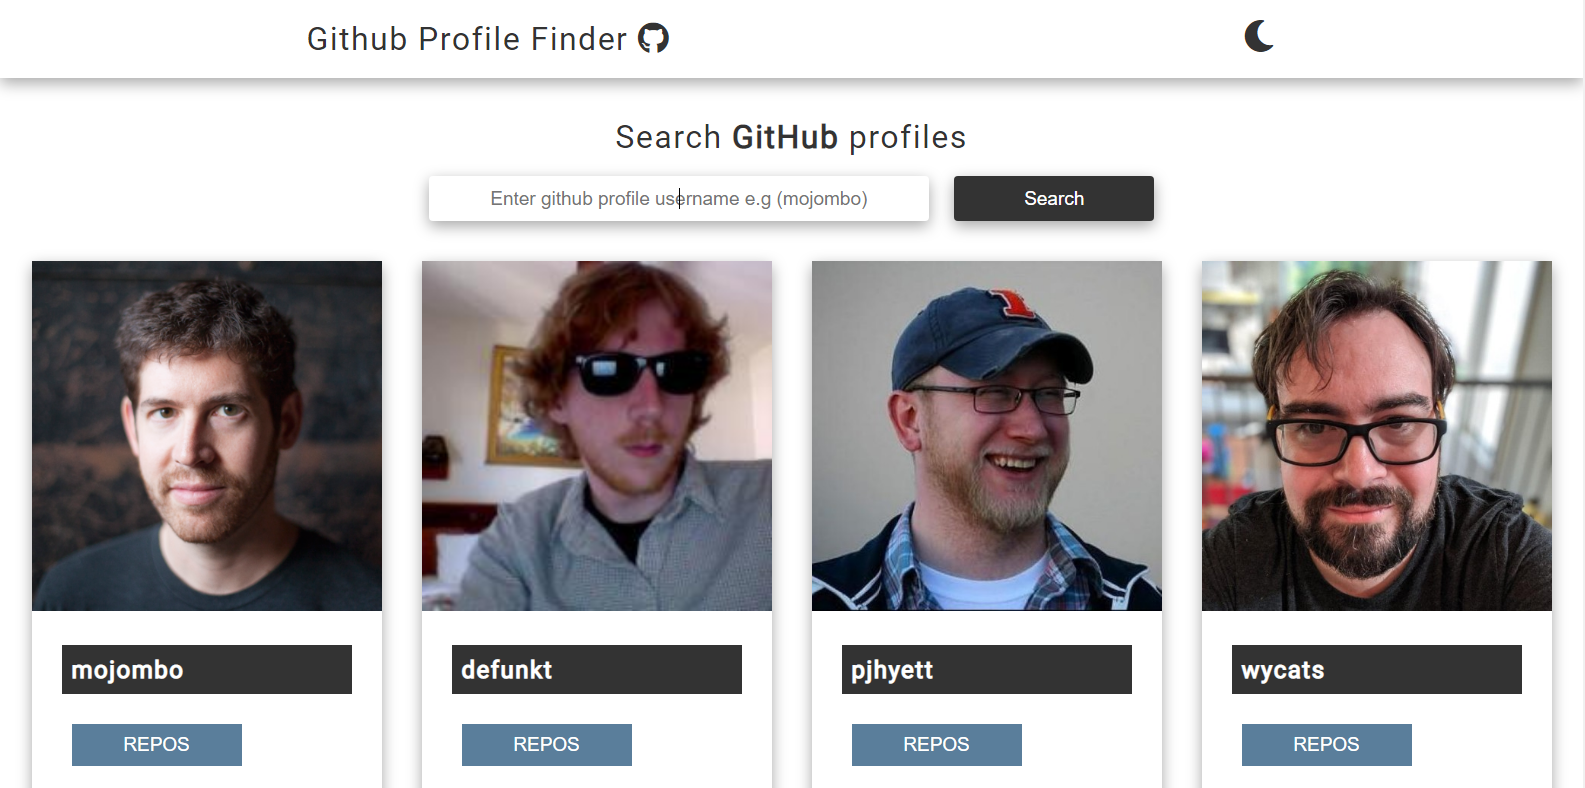 Github Profile Finder
Search GitHub profiles
Enter github profile username e.g (mojombo)
Search
mojombo
defunkt
pjhyett
wycats
REPOS
REPOS
REPOS
REPOS